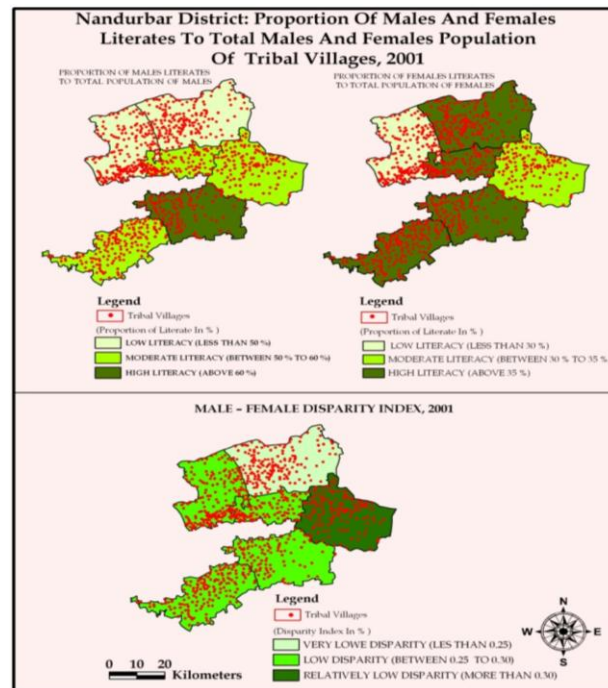 Nandurbar District: Proportion Of Males And Females
Literates To Total Males And Females Population
Of Tribal Villages, 2001
PROPORTION OF MALES LITERATES
TO TOTAL POPULATION OF MALES
PROPORTION OF FEMALES LITERATES
TO TOTAL POPULATION OF FEMALES
Legend
Tribal Villages
(Proportion of Literate In % )
LOW LITERACY (LESS THAN 50 %)
MODERATE LITERACY (BETWEEN 50 % TO 60 %)
HIGH LITERACY (ABOVE 60 %)
Legend
Tribal Villages
(Proportion of Literate In % )
LOW LITERACY (LESS THAN 30 %)
MODERATE LITERACY (BETWEEN 30 % TO 35 %
HIGH LITERACY (ABOVE 35 %)
MALE – FEMALE DISPARITY INDEX, 2001
Legend
Tribal Villages
(Disparity Index In % )
VERY LOWE DISPARITY (LES THAN 0.25)
LOW DISPARITY (BETWEEN 0.25 TO 0.30)
RELATIVELY LOW DISPARITY (MORE THAN 0.30)
0 10 20
Kilometers
N
W E
S